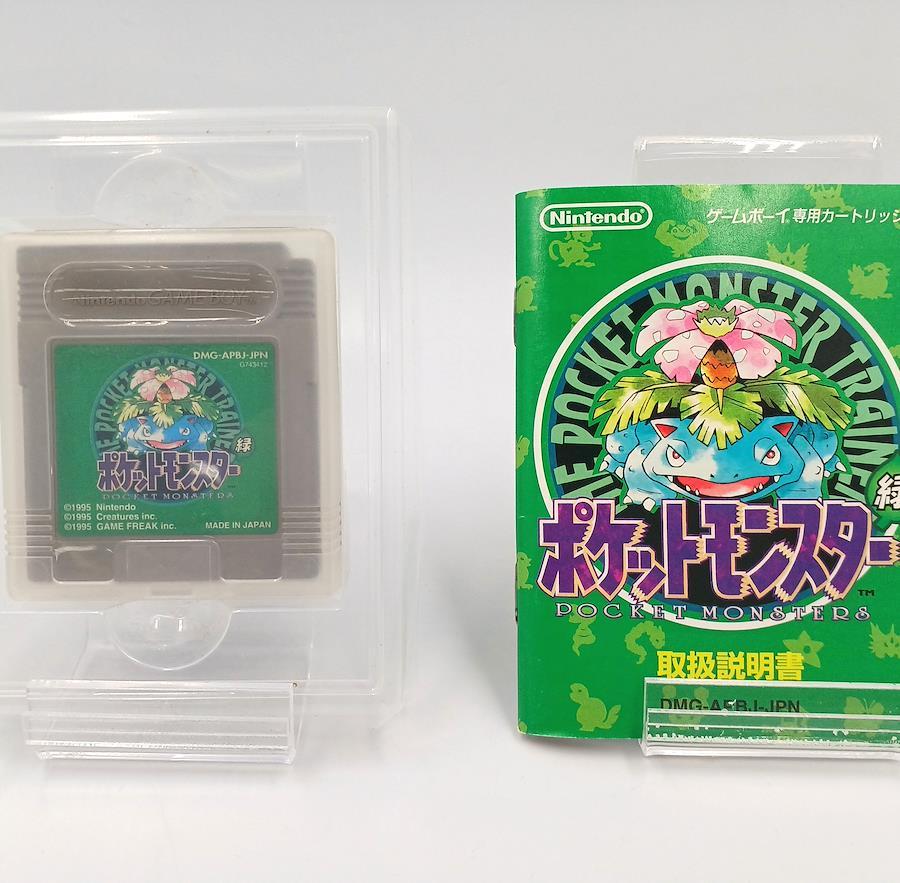 Nintendo GAME BOY™
DMG-APBJ-JPN
G743412
THE POCKET MONSTER TRAINER
緑
ポケットモンスター
POCKET MONSTERS
©1995 Nintendo
©1995 Creatures inc.
©1995 GAME FREAK inc.
MADE IN JAPAN
Nintendo®
ゲームボーイ®専用カートリッジ
THE POCKET MONSTER TRAINER
緑
ポケットモンスター™
POCKET MONSTERS
取扱説明書
DMG-APBJ-JPN